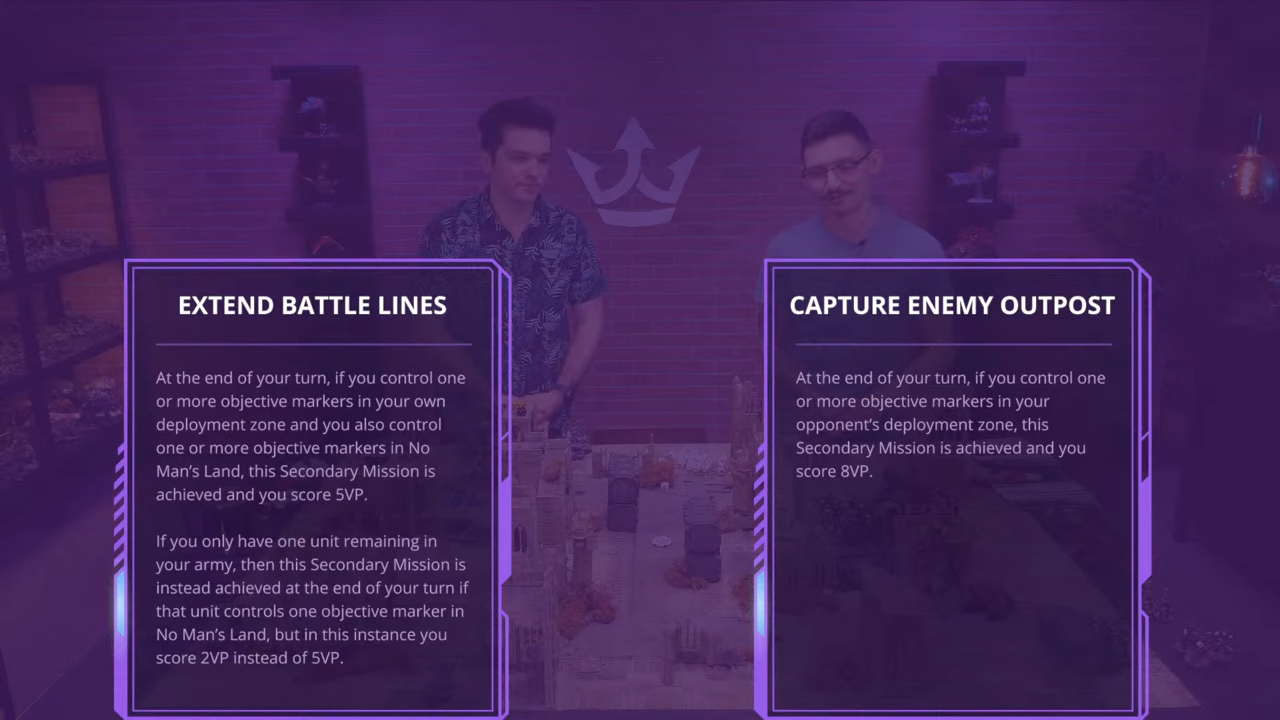 EXTEND BATTLE LINES
At the end of your turn, if you control one
or more objective markers in your own
deployment zone and you also control
one or more objective markers in No
Man's Land, this Secondary Mission is
achieved and you score 5VP.
If you only have one unit remaining in
your army, then this Secondary Mission is
instead achieved at the end of your turn if
that unit controls one objective marker in
No Man's Land, but in this instance you
score 2VP instead of 5VP.
CAPTURE ENEMY OUTPOST
At the end of your turn, if you control one
or more objective markers in your
opponent's deployment zone, this
Secondary Mission is achieved and you
score 8VP.